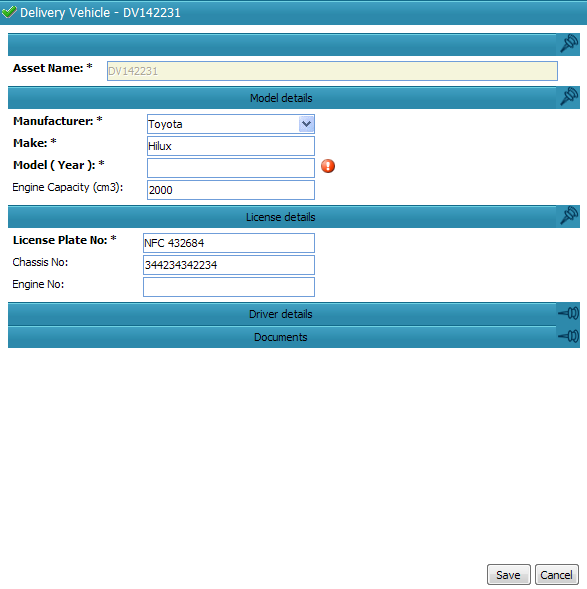 Delivery Vehicle - DV142231
Asset Name: * DV142231
Model details
Manufacturer: * Toyota
Make: * Hilux
Model ( Year ): *
Engine Capacity (cm3): 2000
License details
License Plate No: * NFC 432684
Chassis No: 344234342234
Engine No:
Driver details
Documents
Save Cancel